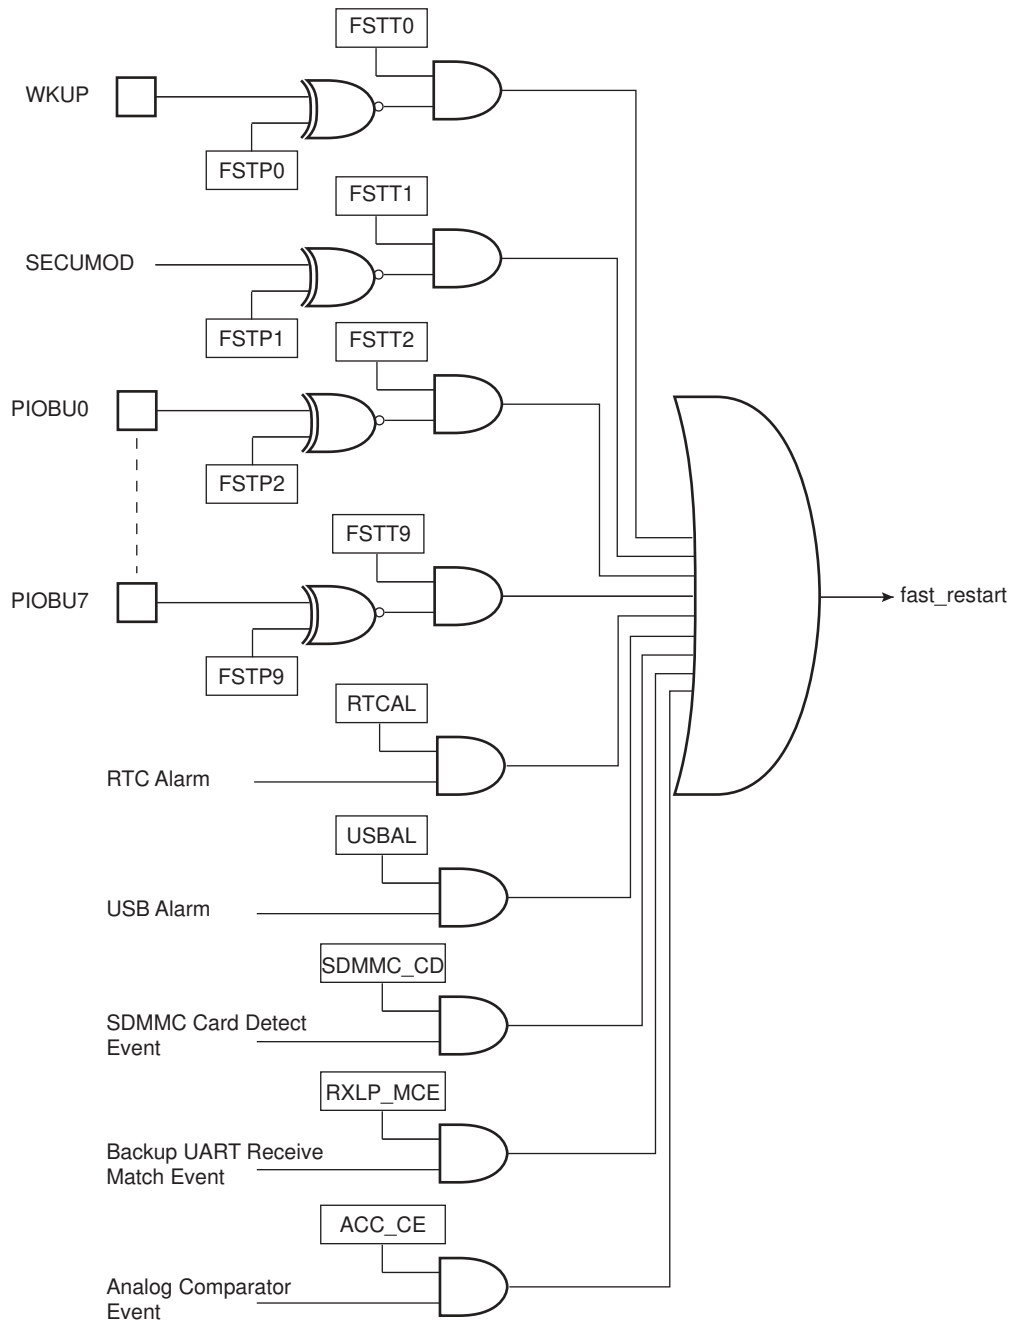 FSTT0
WKUP
FSTP0
FSTT1
SECUMOD
FSTP1
FSTT2
PIOBU0
FSTP2
FSTT9
PIOBU7
fast_restart
FSTP9
RTCAL
RTC Alarm
USBAL
USB Alarm
SDMMC_CD
SDMMC Card Detect
Event
RXLP_MCE
Backup UART Receive
Match Event
ACC_CE
Analog Comparator
Event